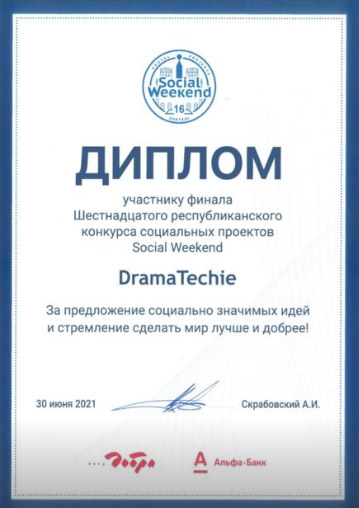 Social
Weekend
16
ДИПЛОМ
участнику финала
Шестнадцатого республиканского
конкурса социальных проектов
Social Weekend
DramaTechie
За предложение социально значимых идей
и стремление сделать мир лучше и добрее!
30 июня 2021
Скрабовский А.И.
добра
Альфа-Банк